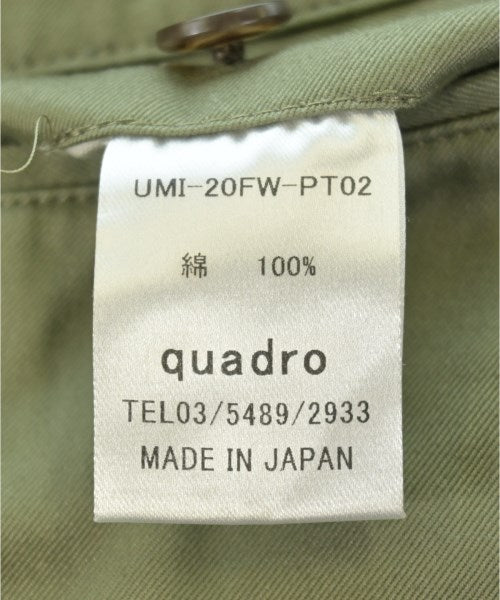 UMI-20FW-PT02
綿 100%
quadro
TEL03/5489/2933
MADE IN JAPAN